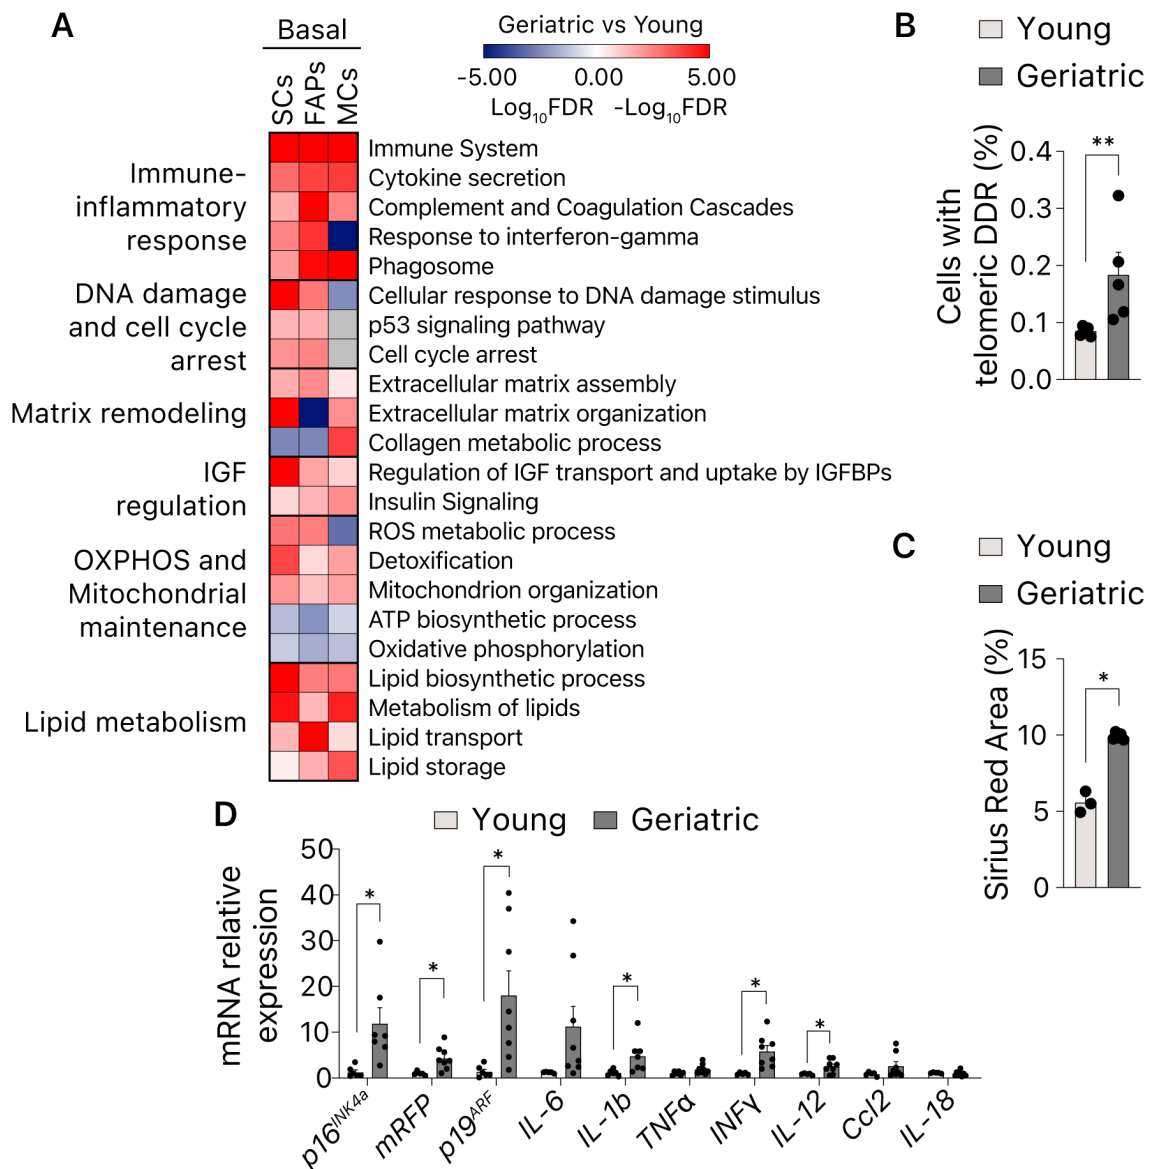 A
Basal
SCs
FAPs
MCs
Geriatric vs Young
-5.00 0.00 5.00
Log10FDR -Log10FDR
Immune-
inflammatory
response
DNA damage
and cell cycle
arrest
Matrix remodeling
IGF
regulation
OXPHOS and
Mitochondrial
maintenance
Lipid metabolism
Immune System
Cytokine secretion
Complement and Coagulation Cascades
Response to interferon-gamma
Phagosome
Cellular response to DNA damage stimulus
p53 signaling pathway
Cell cycle arrest
Extracellular matrix assembly
Extracellular matrix organization
Collagen metabolic process
Regulation of IGF transport and uptake by IGFBPs
Insulin Signaling
ROS metabolic process
Detoxification
Mitochondrion organization
ATP biosynthetic process
Oxidative phosphorylation
Lipid biosynthetic process
Metabolism of lipids
Lipid transport
Lipid storage
B
Young
Geriatric
Cells with
telomeric DDR (%)
0.4
0.3
0.2
0.1
0.0
**
C
Young
Geriatric
Sirius Red Area (%)
15
10
5
0
*
D
Young Geriatric
mRNA relative
expression
50
40
30
20
10
0
* * * * * *
p16INK4a
mRFP
p19ARF
IL-6
IL-1b
TNFα
INFγ
IL-12
Ccl2
IL-18